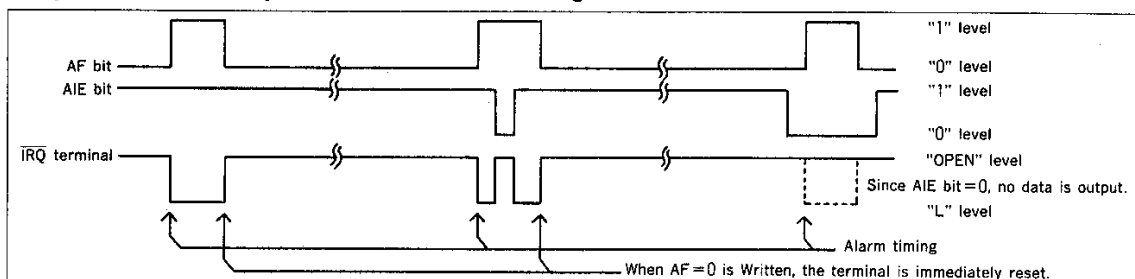 "1" level
AF bit
"0" level
AIE bit
"1" level
"0" level
IRQ terminal
"OPEN" level
Since AIE bit=0, no data is output.
"L" level
Alarm timing
When AF=0 is Written, the terminal is immediately reset.